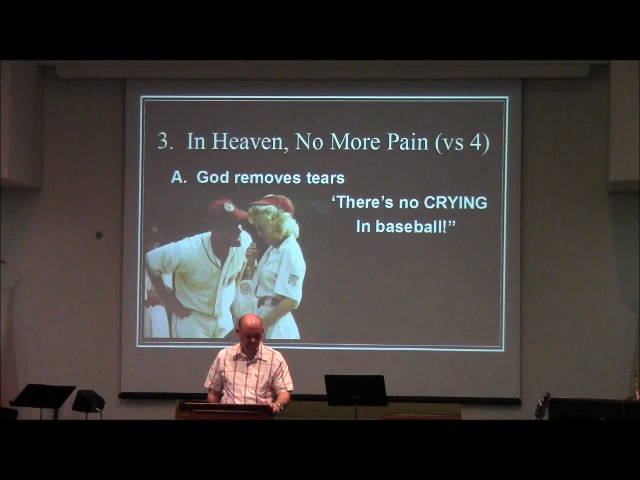 3. In Heaven, No More Pain (vs 4)
A. God removes tears
‘There’s no CRYING
In baseball!”